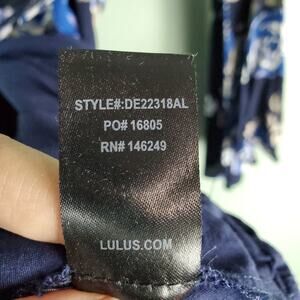 STYLE#:DE22318AL
PO# 16805
RN# 146249
LULUS.COM